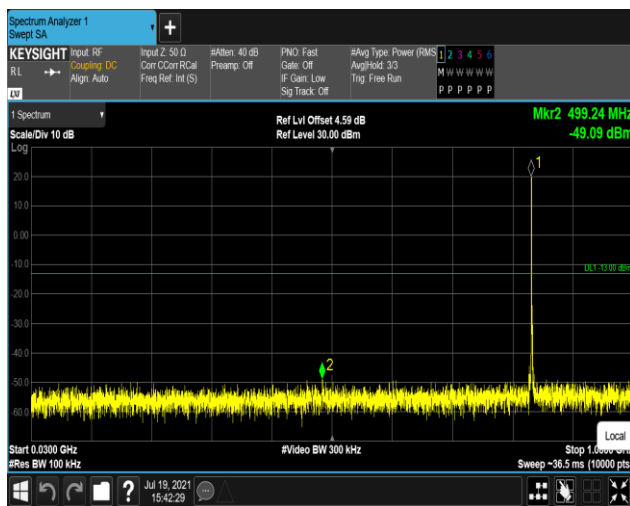 Spectrum Analyzer 1
Swept SA
KEYSIGHT Input: RF Input Z: 50 Ω #Atten: 40 dB PNO: Fast #Avg Type: Power (RMS 1 2 3 4 5 6
RL Coupling: DC Corr CCorr RCal Preamp: Off Gate: Off Avg|Hold: 3/3 M W W W W W
Align: Auto Freq Ref: Int (S) IF Gain: Low Trig: Free Run
LXI Sig Track: Off P P P P P P
1 Spectrum Ref Lvl Offset 4.59 dB Mkr2 499.24 MHz
Scale/Div 10 dB Ref Level 30.00 dBm -49.09 dBm
Log
1
20.0
10.0
0.00
-10.0
DL1 -13.00 dBm
-20.0
-30.0
-40.0
2
-50.0
-60.0
Local
Start 0.0300 GHz #Video BW 300 kHz Stop 1.0000 GHz
#Res BW 100 kHz Sweep ~36.5 ms (10000 pts
? Jul 19, 2021
15:42:29